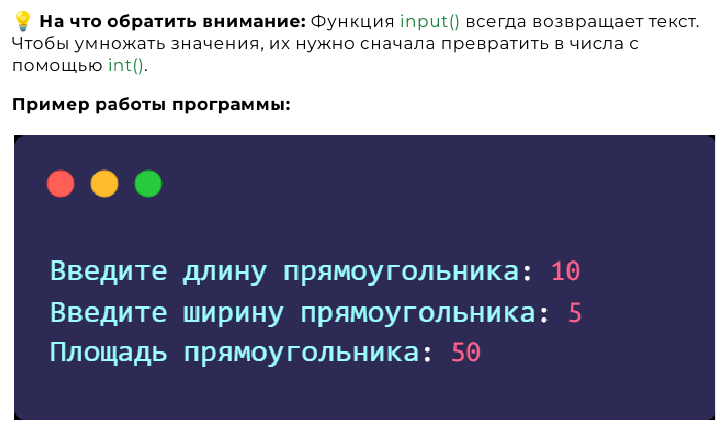 💡 На что обратить внимание: Функция input() всегда возвращает текст.
Чтобы умножать значения, их нужно сначала превратить в числа с
помощью int().
Пример работы программы:
Введите длину прямоугольника: 10
Введите ширину прямоугольника: 5
Площадь прямоугольника: 50